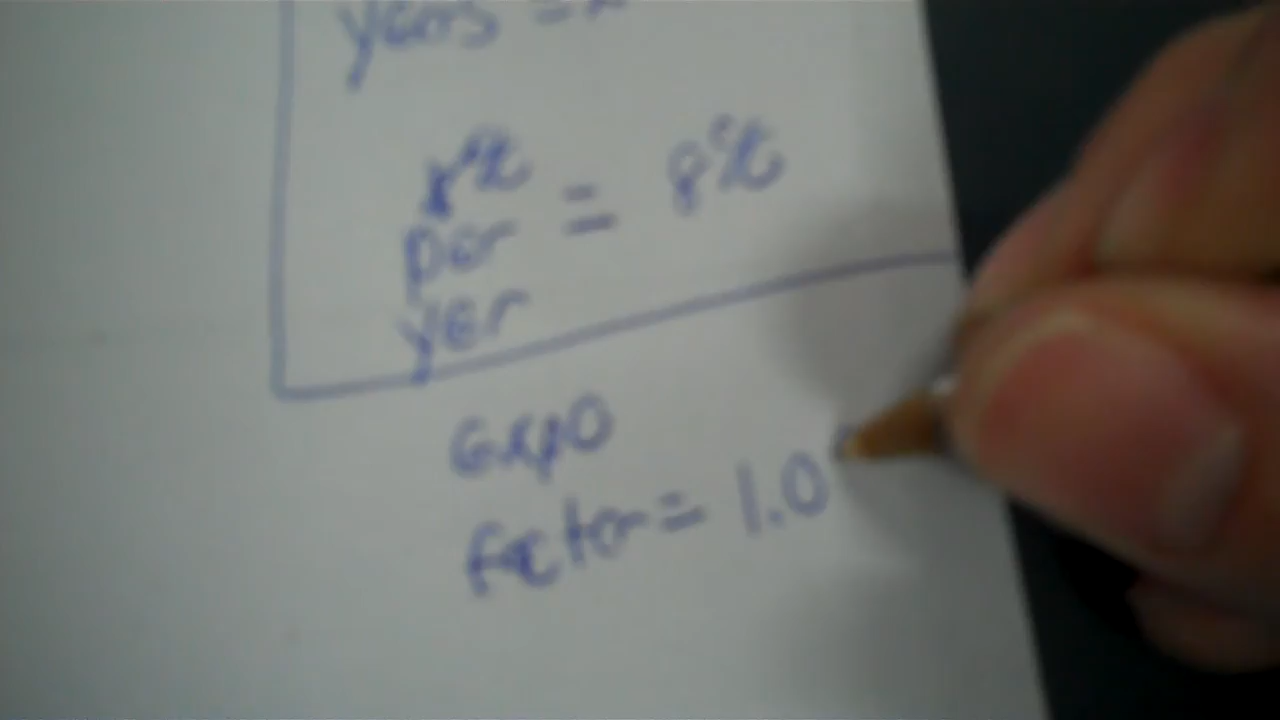 years =
r%
per = 8%
yer
expo
factor = 1.0